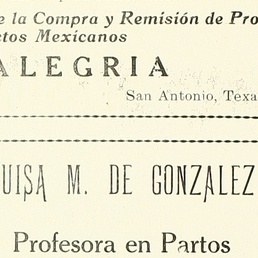 e la Compra y Remisión de Pro
ctos Mexicanos
ALEGRIA
San Antonio, Texa
UISA M. DE GONZALEZ
Profesora en Partos